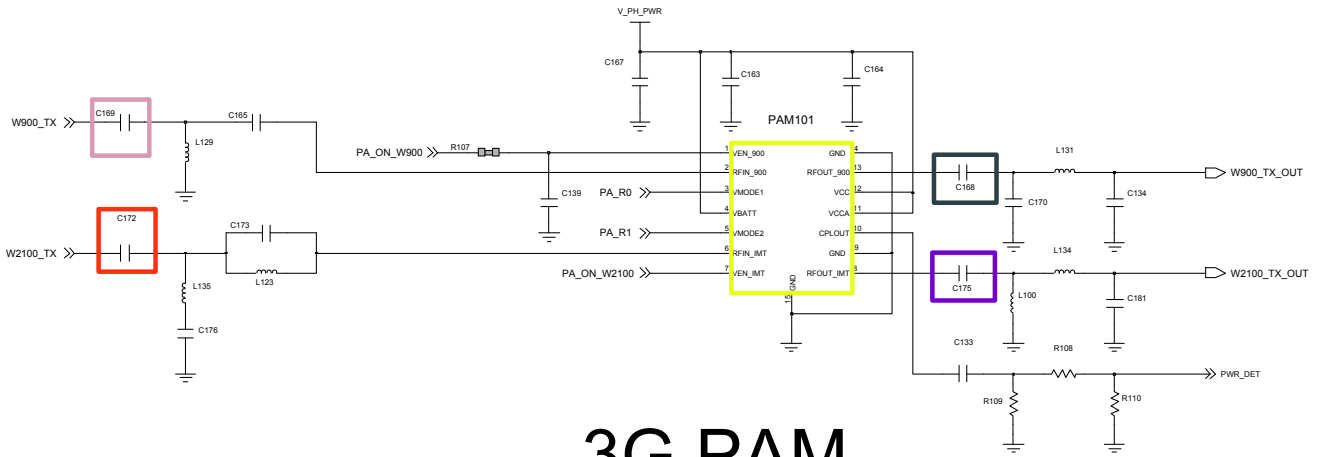 V_PH_PWR
C167
C163
C164
C169
C165
W900_TX
L129
PAM101
PA_ON_W900
R107
1
VEN_900
GND
4
L131
2
RFIN_900
RFOUT_900
13
C168
W900_TX_OUT
C139
PA_R0
3
VMODE1
VCC
12
C170
C134
4
VBATT
VCCA
11
C172
C173
PA_R1
5
VMODE2
CPLOUT
10
W2100_TX
6
RFIN_IMT
GND
9
L134
L123
PA_ON_W2100
7
VEN_IMT
RFOUT_IMT
8
C175
W2100_TX_OUT
L135
GND
15
L100
C181
C176
C133
R108
PWR_DET
R109
R110
3G PAM